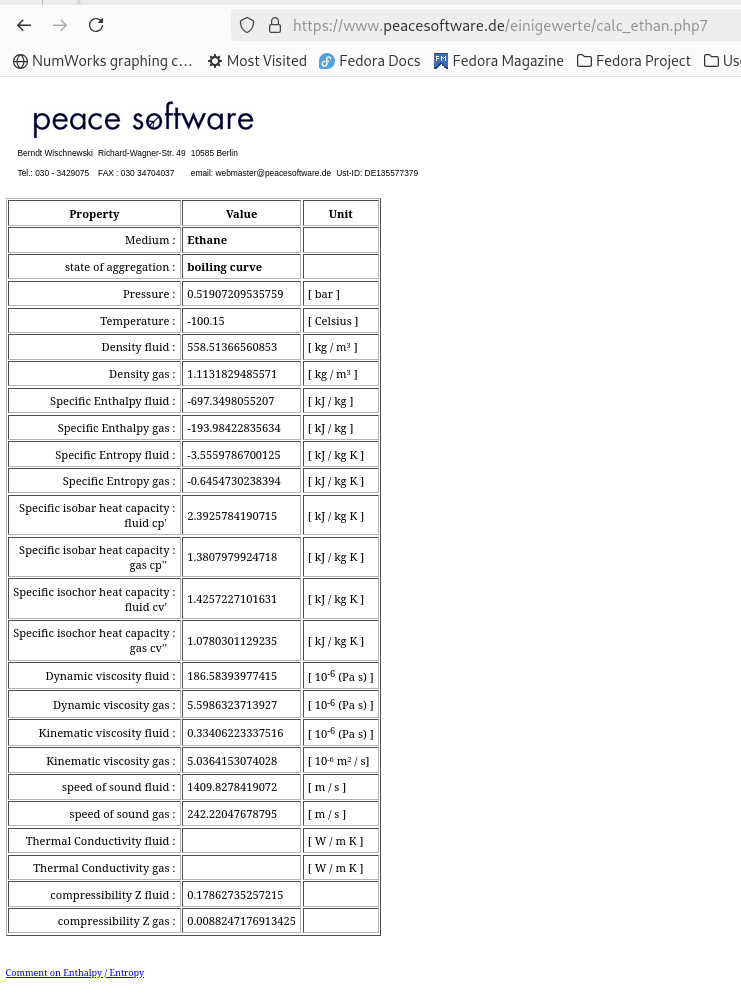 https://www.peacesoftware.de/einigewerte/calc_ethan.php7
NumWorks graphing c… Most Visited Fedora Docs FM Fedora Magazine Fedora Project Us
peace software
Berndt Wischnewski Richard-Wagner-Str. 49 10585 Berlin
Tel.: 030 - 3429075 FAX : 030 34704037 email: webmaster@peacesoftware.de Ust-ID: DE135577379
Property Value Unit
Medium : Ethane
state of aggregation : boiling curve
Pressure : 0.51907209535759 [ bar ]
Temperature : -100.15 [ Celsius ]
Density fluid : 558.51366560853 [ kg / m³ ]
Density gas : 1.1131829485571 [ kg / m³ ]
Specific Enthalpy fluid : -697.3498055207 [ kJ / kg ]
Specific Enthalpy gas : -193.98422835634 [ kJ / kg ]
Specific Entropy fluid : -3.5559786700125 [ kJ / kg K ]
Specific Entropy gas : -0.6454730238394 [ kJ / kg K ]
Specific isobar heat capacity :
fluid cp' 2.3925784190715 [ kJ / kg K ]
Specific isobar heat capacity :
gas cp'' 1.3807979924718 [ kJ / kg K ]
Specific isochor heat capacity :
fluid cv' 1.4257227101631 [ kJ / kg K ]
Specific isochor heat capacity :
gas cv'' 1.0780301129235 [ kJ / kg K ]
Dynamic viscosity fluid : 186.58393977415 [ 10⁻⁶ (Pa s) ]
Dynamic viscosity gas : 5.5986323713927 [ 10⁻⁶ (Pa s) ]
Kinematic viscosity fluid : 0.33406223337516 [ 10⁻⁶ (Pa s) ]
Kinematic viscosity gas : 5.0364153074028 [ 10⁻⁶ m² / s]
speed of sound fluid : 1409.8278419072 [ m / s ]
speed of sound gas : 242.22047678795 [ m / s ]
Thermal Conductivity fluid : [ W / m K ]
Thermal Conductivity gas : [ W / m K ]
compressibility Z fluid : 0.17862735257215
compressibility Z gas : 0.0088247176913425
Comment on Enthalpy / Entropy